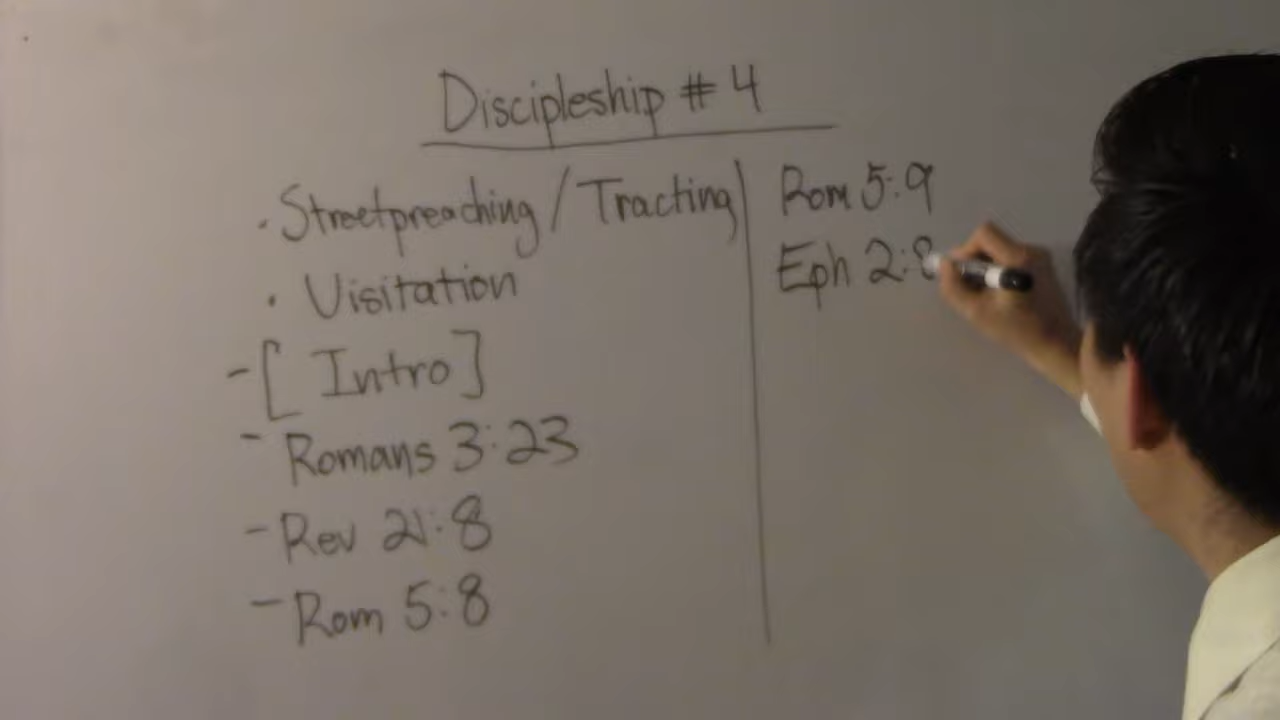 Discipleship # 4
· Streetpreaching / Tracting
· Visitation
- [ Intro ]
- Romans 3:23
- Rev 21:8
- Rom 5:8
Rom 5:9
Eph 2:8